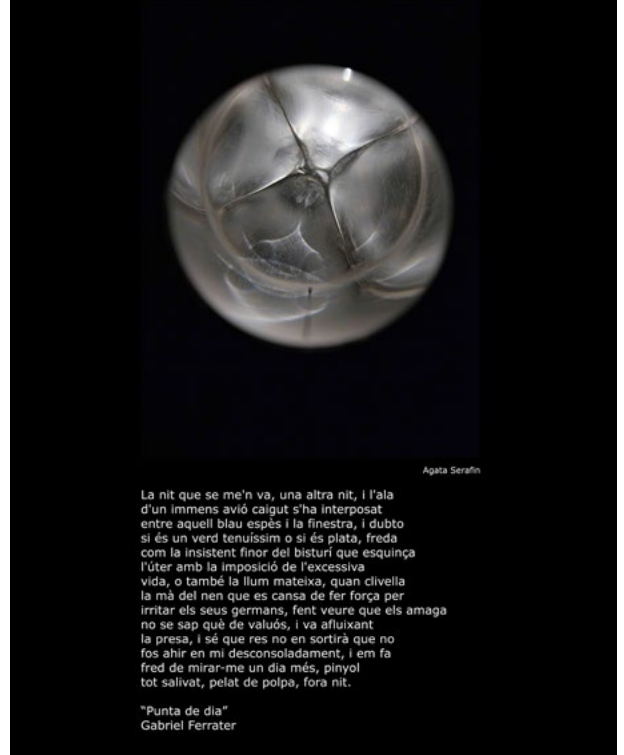 Agata Serafin
La nit que se me'n va, una altra nit, i l'ala
d'un immens avió caigut s'ha interposat
entre aquell blau espès i la finestra, i dubto
si és un verd tenuíssim o si és plata, freda
com la insistent finor del bisturí que esquinça
l'úter amb la imposició de l'excessiva
vida, o també la llum mateixa, quan clivella
la mà del nen que es cansa de fer força per
irritar els seus germans, fent veure que els amaga
no se sap què de valuós, i va afluixant
la presa, i sé que res no en sortirà que no
fos ahir en mi desconsoladament, i em fa
fred de mirar-me un dia més, pinyol
tot salivat, pelat de polpa, fora nit.
"Punta de dia"
Gabriel Ferrater